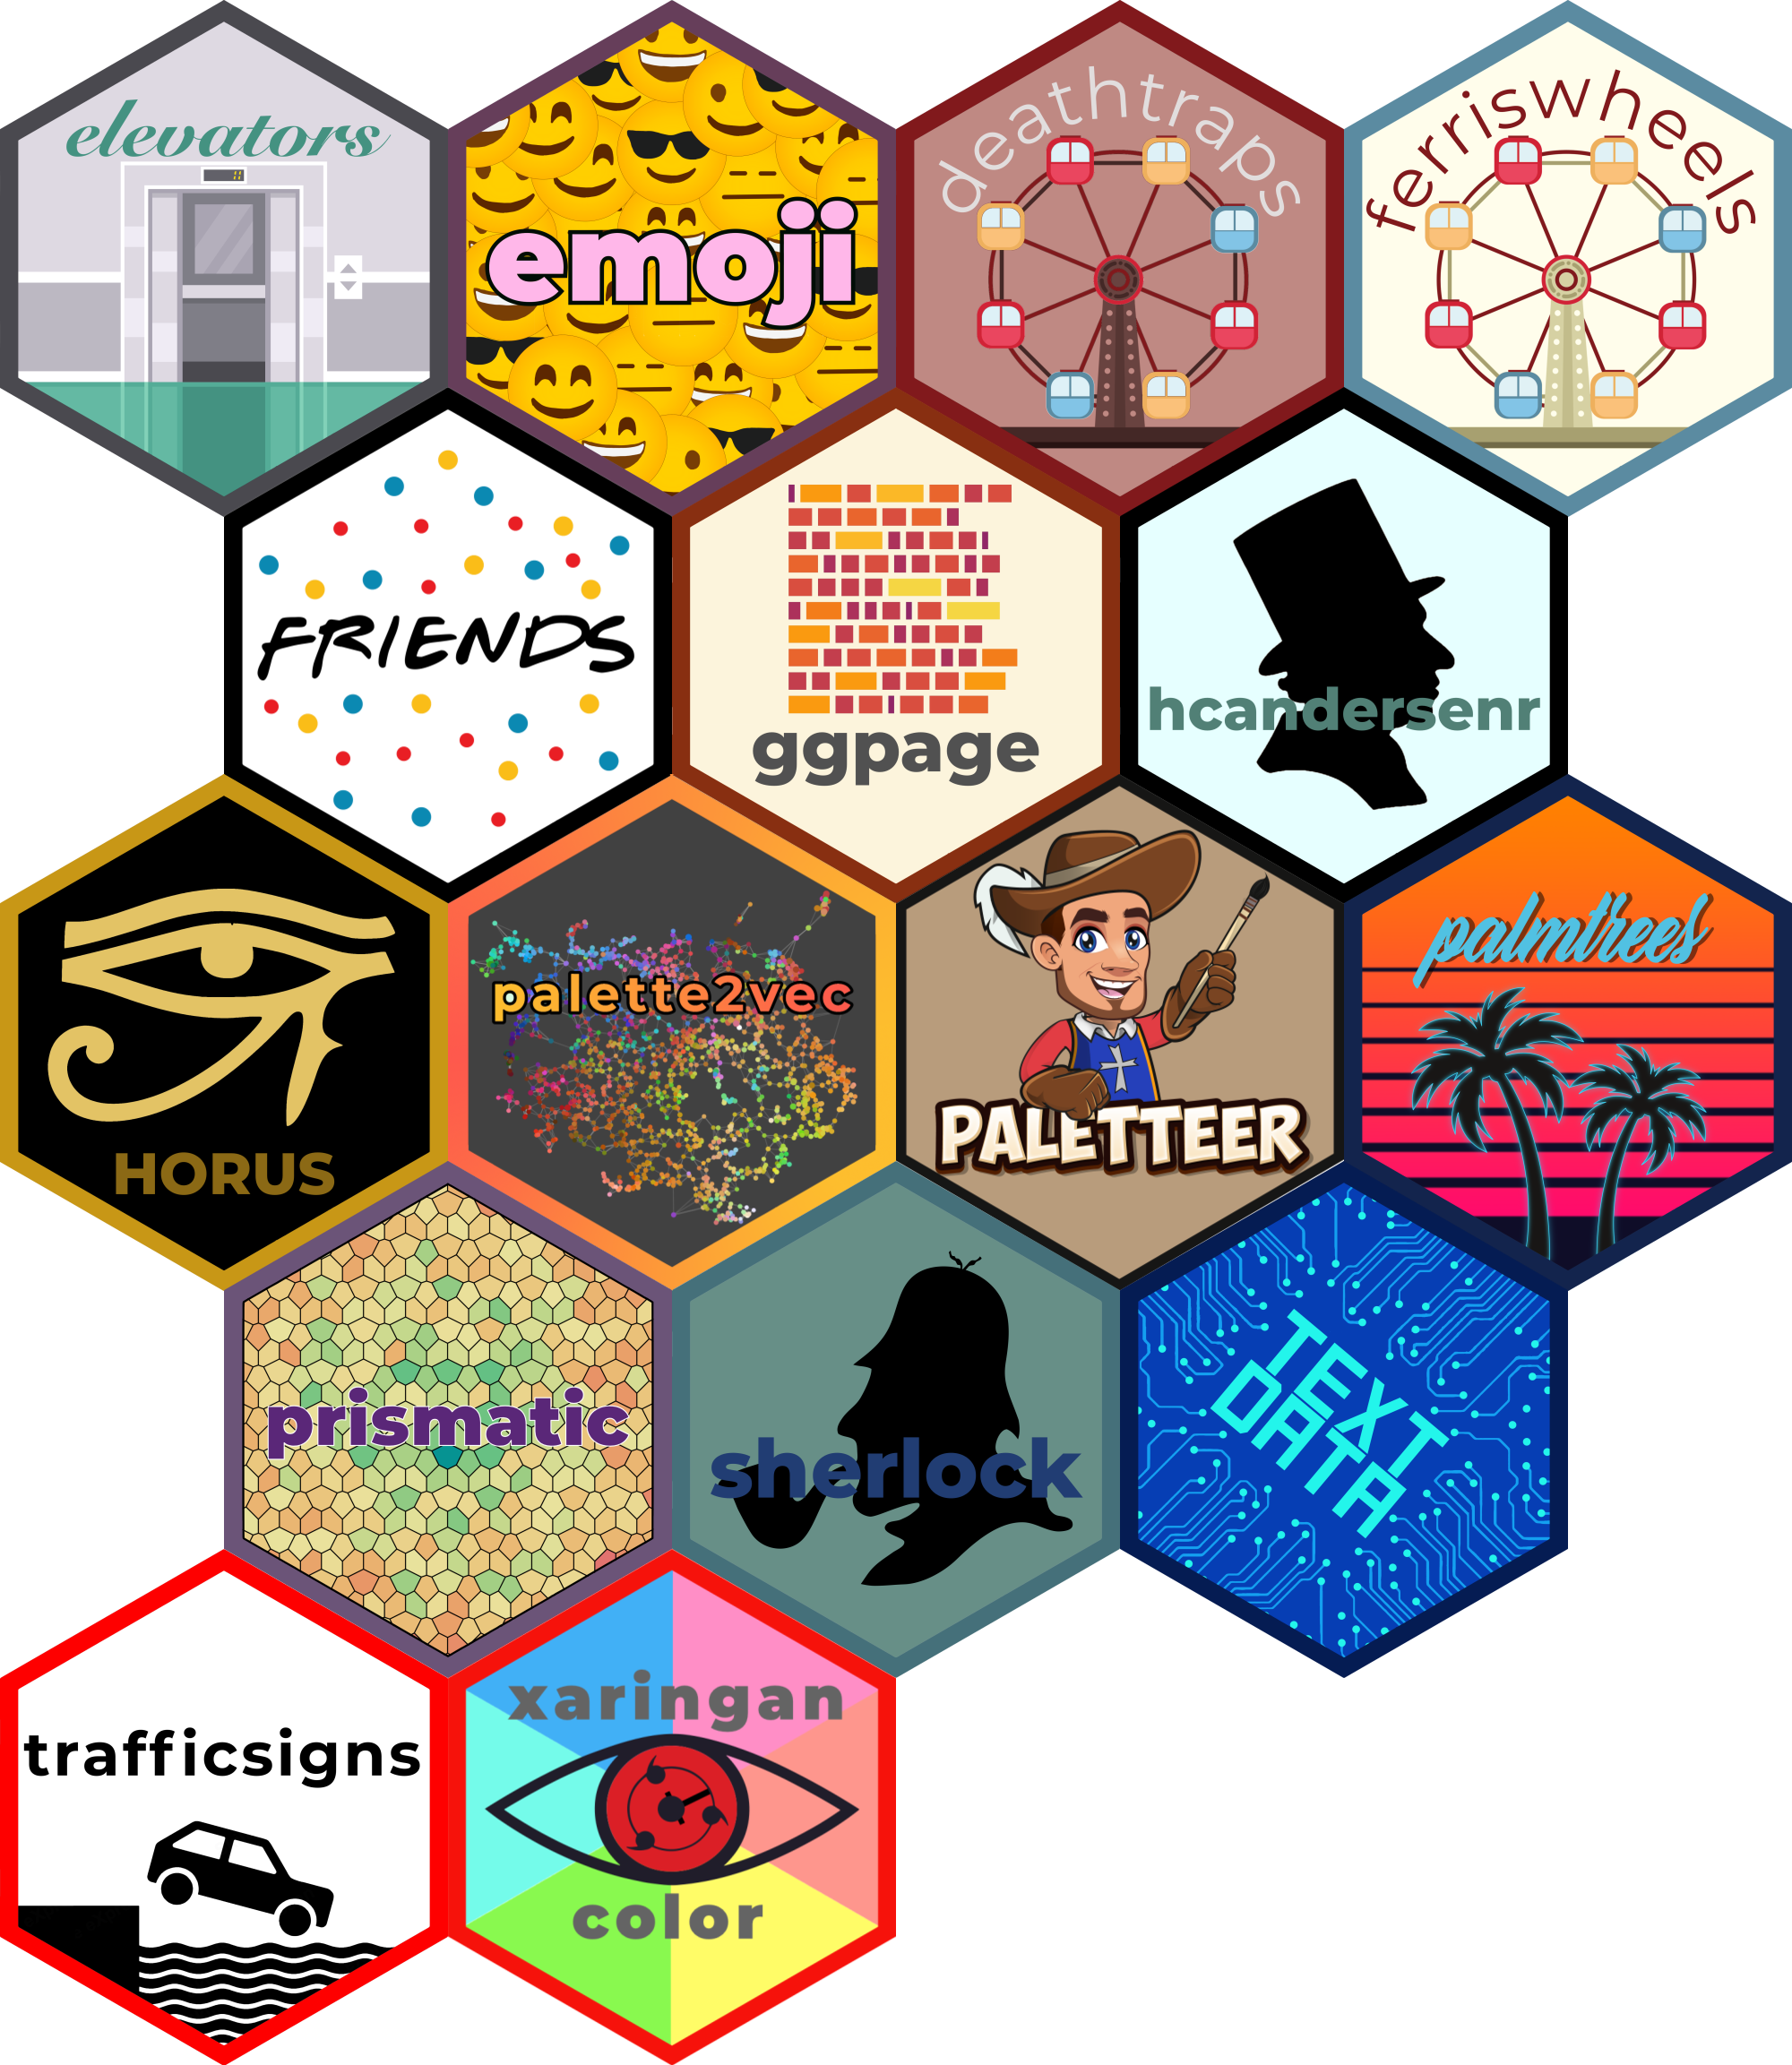 elevators
emoji
deathtraps
ferriswheels
FRIENDS
ggpage
hcandersenr
HORUS
palette2vec
PALETTEER
palmtrees
prismatic
sherlock
TEXT
DATA
trafficsigns
xaringan
color